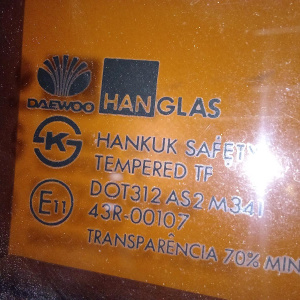 DAEWOO HANGLAS
K
HANKUK SAFETY
TEMPERED TF
DOT312 AS2 M341
E11 43R-00107
TRANSPARÊNCIA 70% MIN